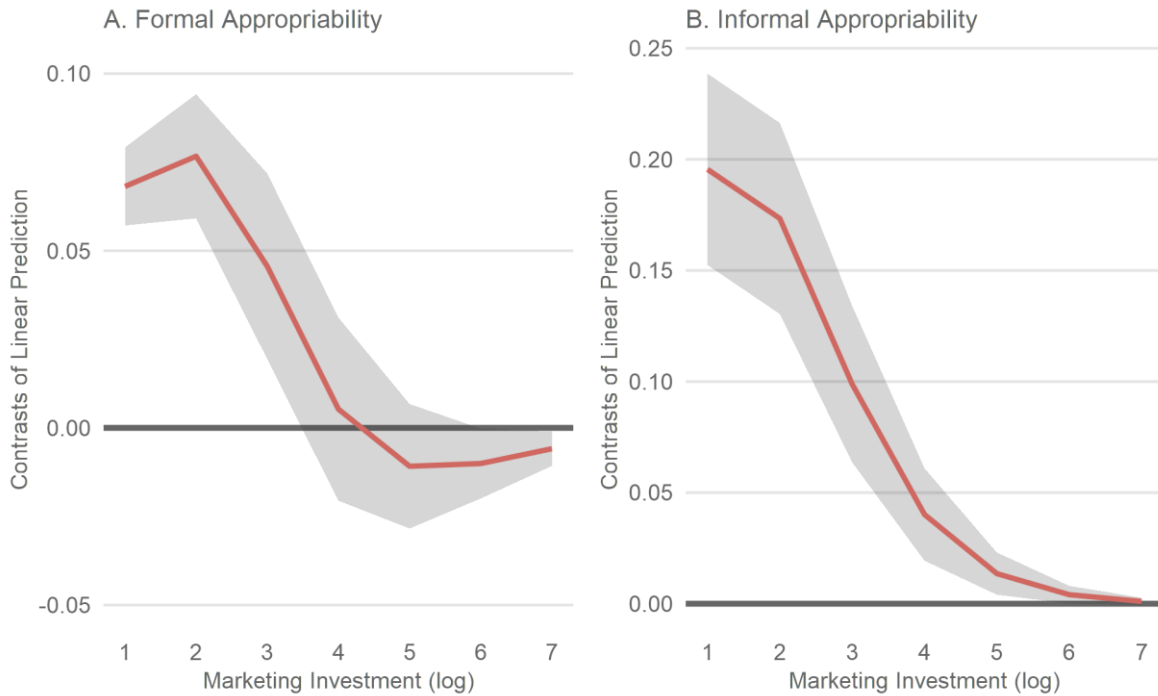 A. Formal Appropriability
0.10
0.05
0.00
-0.05
Contrasts of Linear Prediction
1 2 3 4 5 6 7
Marketing Investment (log)
B. Informal Appropriability
0.25
0.20
0.15
0.10
0.05
0.00
Contrasts of Linear Prediction
1 2 3 4 5 6 7
Marketing Investment (log)